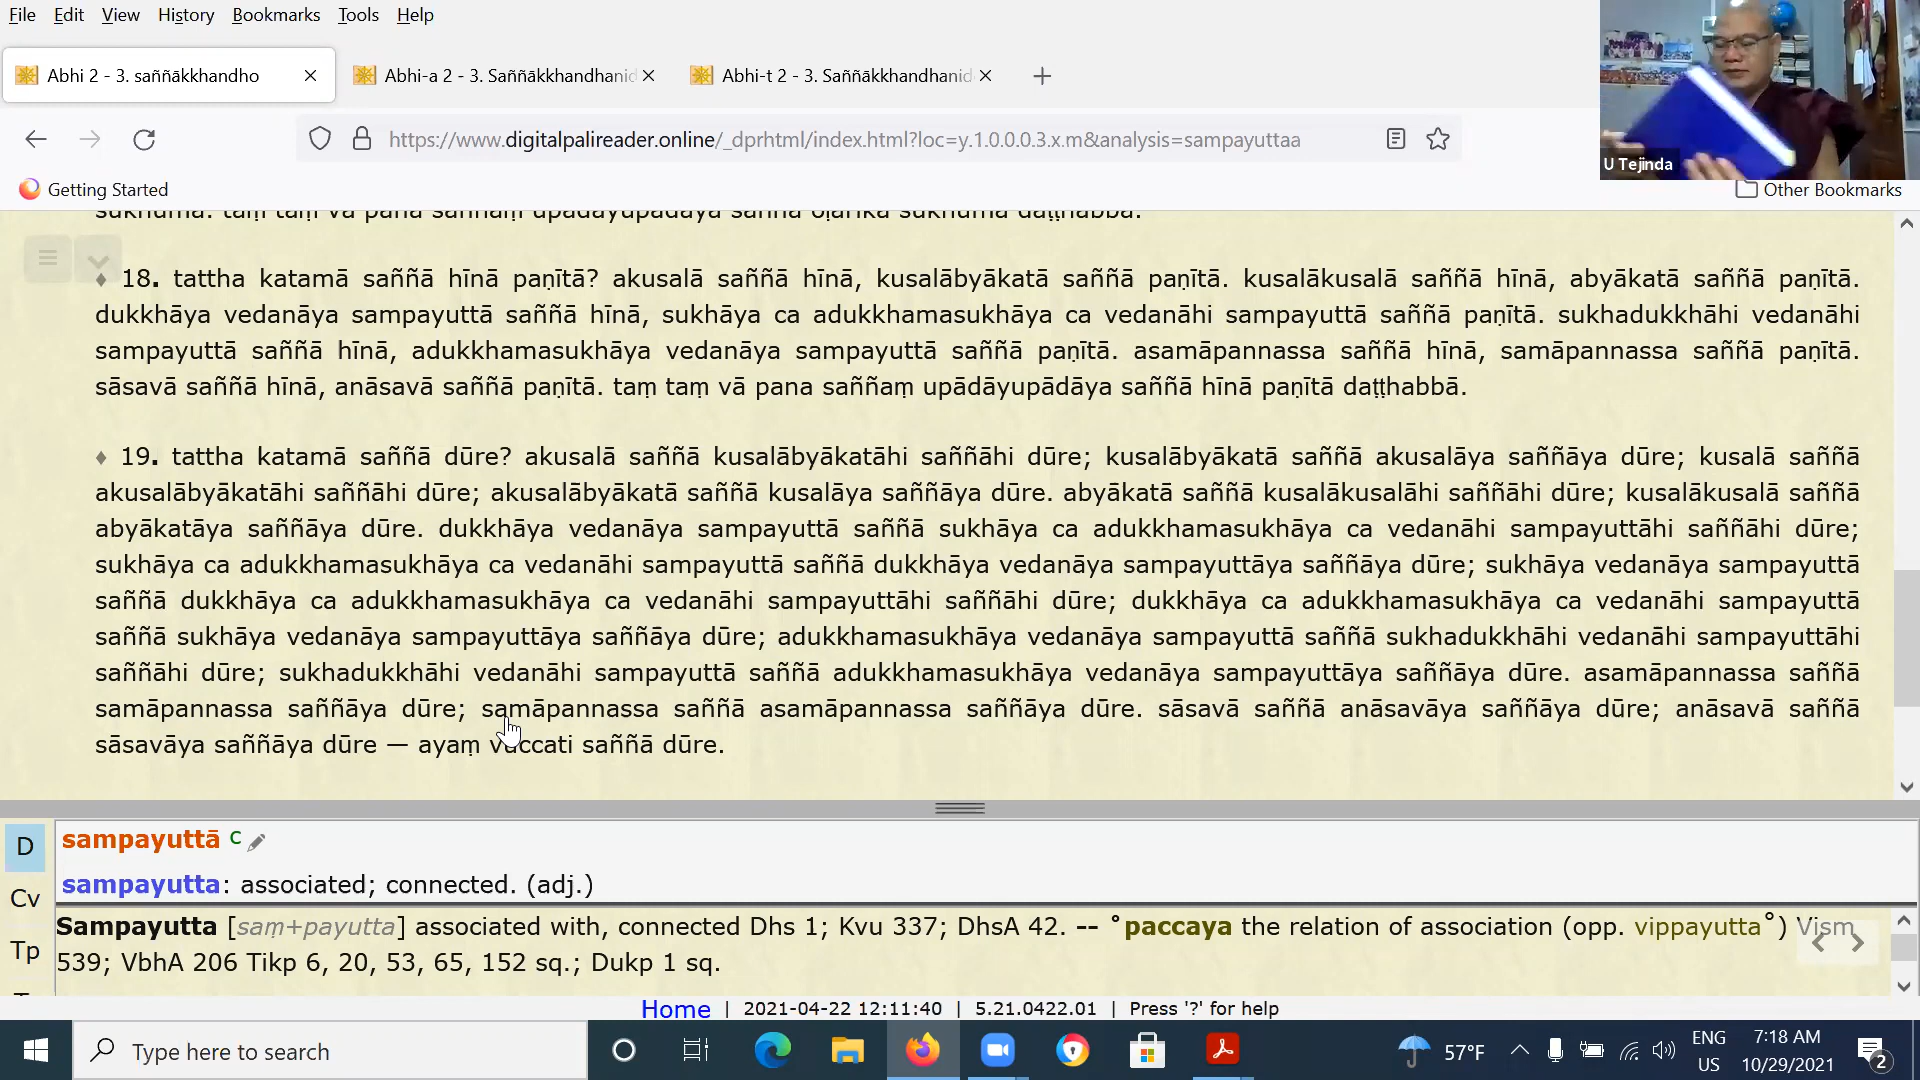 File Edit View History Bookmarks Tools Help
Abhi 2 - 3. saññākkhandho
Abhi-a 2 - 3. Saññākkhandhanid
Abhi-t 2 - 3. Saññākkhandhanid
https://www.digitalpalireader.online/_dprhtml/index.html?loc=y.1.0.0.0.3.x.m&analysis=sampayuttaa
U Tejinda
Getting Started
Other Bookmarks
sukhumā. taṃ taṃ vā pana saññaṃ upādāyupādāya saññā oḷārikā sukhumā daṭṭhabbā.
♦ 18. tattha katamā saññā hīnā paṇītā? akusalā saññā hīnā, kusalābyākatā saññā paṇītā. kusalākusalā saññā hīnā, abyākatā saññā paṇītā.
dukkhāya vedanāya sampayuttā saññā hīnā, sukhāya ca adukkhamasukhāya ca vedanāhi sampayuttā saññā paṇītā. sukhadukkhāhi vedanāhi
sampayuttā saññā hīnā, adukkhamasukhāya vedanāya sampayuttā saññā paṇītā. asamāpannassa saññā hīnā, samāpannassa saññā paṇītā.
sāsavā saññā hīnā, anāsavā saññā paṇītā. taṃ taṃ vā pana saññaṃ upādāyupādāya saññā hīnā paṇītā daṭṭhabbā.
♦ 19. tattha katamā saññā dūre? akusalā saññā kusalābyākatāhi saññāhi dūre; kusalābyākatā saññā akusalāya saññāya dūre; kusalā saññā
akusalābyākatāhi saññāhi dūre; akusalābyākatā saññā kusalāya saññāya dūre. abyākatā saññā kusalākusalāhi saññāhi dūre; kusalākusalā saññā
abyākatāya saññāya dūre. dukkhāya vedanāya sampayuttā saññā sukhāya ca adukkhamasukhāya ca vedanāhi sampayuttāhi saññāhi dūre;
sukhāya ca adukkhamasukhāya ca vedanāhi sampayuttā saññā dukkhāya vedanāya sampayuttāya saññāya dūre; sukhāya vedanāya sampayuttā
saññā dukkhāya ca adukkhamasukhāya ca vedanāhi sampayuttāhi saññāhi dūre; dukkhāya ca adukkhamasukhāya ca vedanāhi sampayuttā
saññā sukhāya vedanāya sampayuttāya saññāya dūre; adukkhamasukhāya vedanāya sampayuttā saññā sukhadukkhāhi vedanāhi sampayuttāhi
saññāhi dūre; sukhadukkhāhi vedanāhi sampayuttā saññā adukkhamasukhāya vedanāya sampayuttāya saññāya dūre. asamāpannassa saññā
samāpannassa saññāya dūre; samāpannassa saññā asamāpannassa saññāya dūre. sāsavā saññā anāsavāya saññāya dūre; anāsavā saññā
sāsavāya saññāya dūre — ayaṃ vuccati saññā dūre.
D
Cv
Tp
sampayuttā c
sampayutta: associated; connected. (adj.)
Sampayutta [saṃ+payutta] associated with, connected Dhs 1; Kvu 337; DhsA 42. -- ˚paccaya the relation of association (opp. vippayutta˚) Vism
539; VbhA 206 Tikp 6, 20, 53, 65, 152 sq.; Dukp 1 sq.
Home | 2021-04-22 12:11:40 | 5.21.0422.01 | Press '?' for help
Type here to search
57°F
ENG
US
7:18 AM
10/29/2021
2